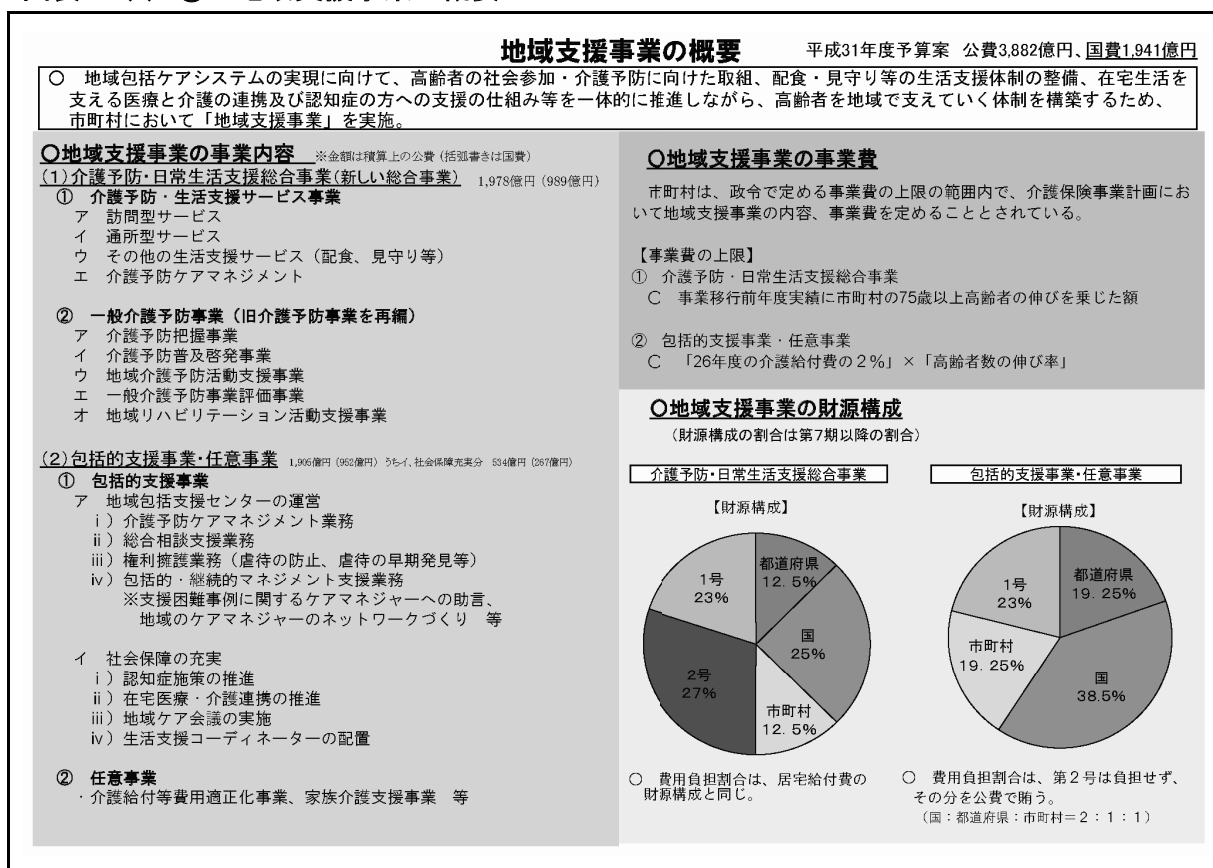 地域支援事業の概要
平成31年度予算案 公費3,882億円、国費1,941億円
○ 地域包括ケアシステムの実現に向けて、高齢者の社会参加・介護予防に向けた取組、配食・見守り等の生活支援体制の整備、在宅生活を
支える医療と介護の連携及び認知症の方への支援の仕組み等を一体的に推進しながら、高齢者を地域で支えていく体制を構築するため、
市町村において「地域支援事業」を実施。
○地域支援事業の事業内容 ※金額は積算上の公費(括弧書きは国費)
(1)介護予防・日常生活支援総合事業(新しい総合事業) 1,978億円(989億円)
① 介護予防・生活支援サービス事業
ア 訪問型サービス
イ 通所型サービス
ウ その他の生活支援サービス(配食、見守り等)
エ 介護予防ケアマネジメント
② 一般介護予防事業(旧介護予防事業を再編)
ア 介護予防把握事業
イ 介護予防普及啓発事業
ウ 地域介護予防活動支援事業
エ 一般介護予防事業評価事業
オ 地域リハビリテーション活動支援事業
(2)包括的支援事業・任意事業 1,905億円(952億円) うちイ、社会保障充実分 534億円(267億円)
① 包括的支援事業
ア 地域包括支援センターの運営
ⅰ)介護予防ケアマネジメント業務
ⅱ)総合相談支援業務
ⅲ)権利擁護業務(虐待の防止、虐待の早期発見等)
ⅳ)包括的・継続的マネジメント支援業務
※支援困難事例に関するケアマネジャーへの助言、
地域のケアマネジャーのネットワークづくり 等
イ 社会保障の充実
ⅰ)認知症施策の推進
ⅱ)在宅医療・介護連携の推進
ⅲ)地域ケア会議の実施
ⅳ)生活支援コーディネーターの配置
② 任意事業
・介護給付等費用適正化事業、家族介護支援事業 等
○地域支援事業の事業費
市町村は、政令で定める事業費の上限の範囲内で、介護保険事業計画にお
いて地域支援事業の内容、事業費を定めることとされている。
【事業費の上限】
① 介護予防・日常生活支援総合事業
○ 事業移行前年度実績に市町村の75歳以上高齢者の伸びを乗じた額
② 包括的支援事業・任意事業
○ 「26年度の介護給付費の2%」×「高齢者数の伸び率」
○地域支援事業の財源構成
(財源構成の割合は第7期以降の割合)
介護予防・日常生活支援総合事業
【財源構成】
1号
23%
都道府県
12.5%
国
25%
2号
27%
市町村
12.5%
○ 費用負担割合は、居宅給付費の
財源構成と同じ。
包括的支援事業・任意事業
【財源構成】
1号
23%
都道府県
19.25%
市町村
19.25%
国
38.5%
○ 費用負担割合は、第2号は負担せず、
その分を公費で賄う。
(国:都道府県:市町村=2:1:1)